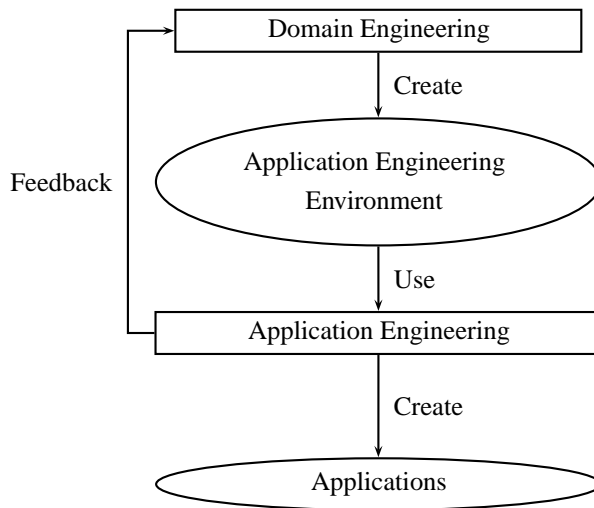 Domain Engineering
Create
Application Engineering
Environment
Feedback
Use
Application Engineering
Create
Applications